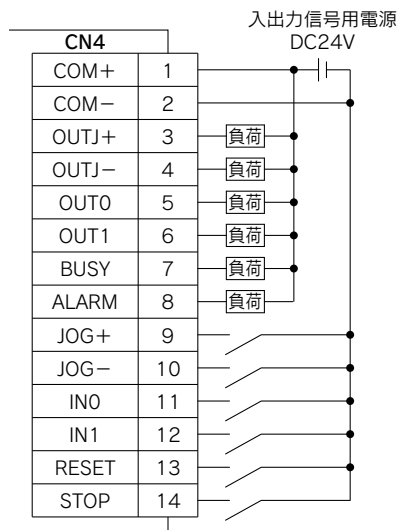 入出力信号用電源
DC24V
CN4
COM+ 1
COM− 2
OUTJ+ 3 負荷
OUTJ− 4 負荷
OUT0 5 負荷
OUT1 6 負荷
BUSY 7 負荷
ALARM 8 負荷
JOG+ 9
JOG− 10
IN0 11
IN1 12
RESET 13
STOP 14